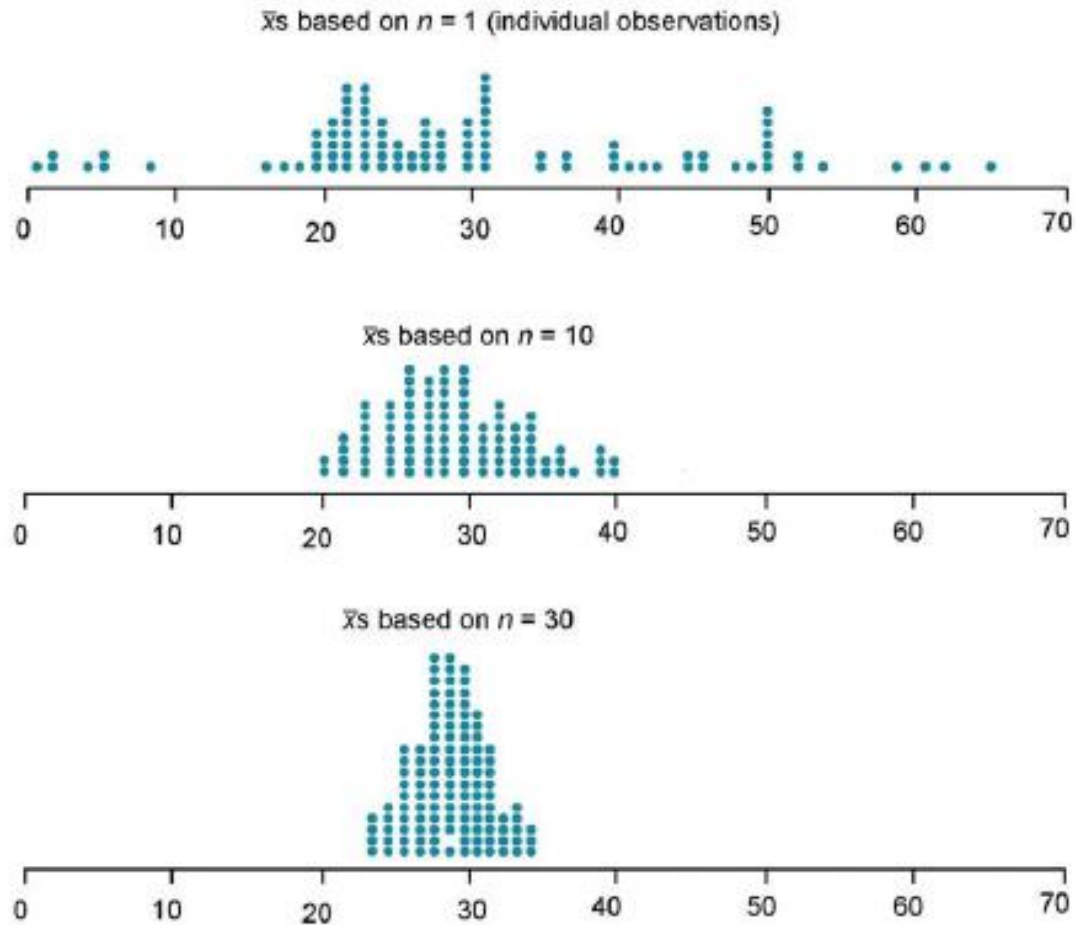 x̅s based on n = 1 (individual observations)
0 10 20 30 40 50 60 70
x̅s based on n = 10
0 10 20 30 40 50 60 70
x̅s based on n = 30
0 10 20 30 40 50 60 70